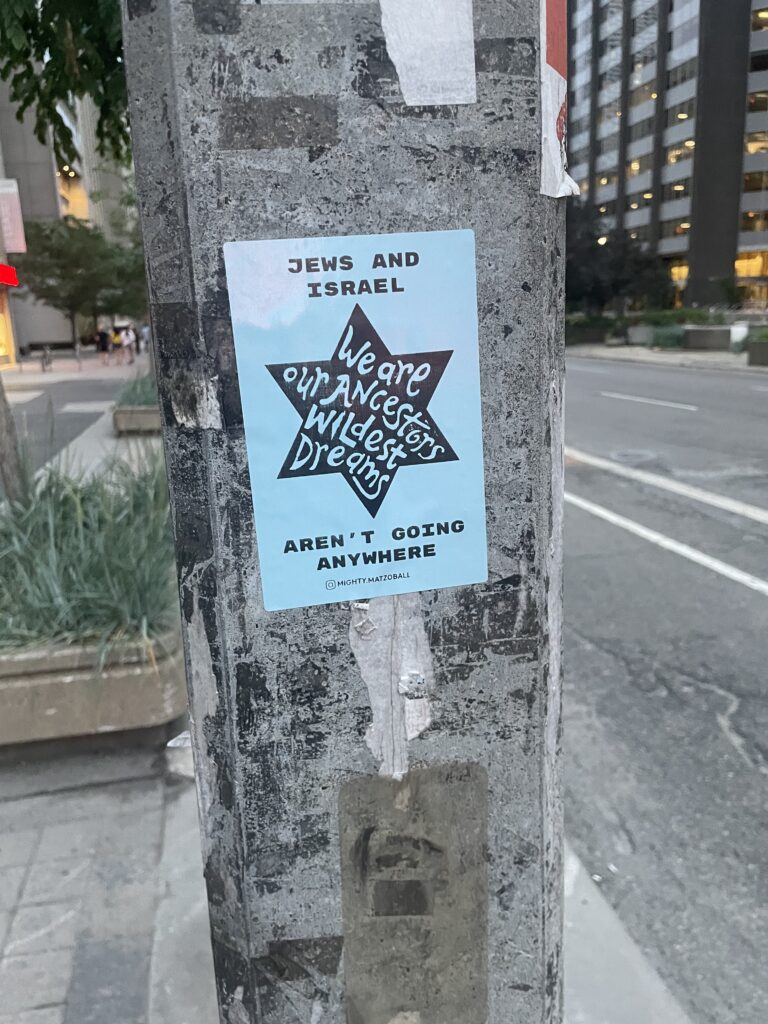 JEWS AND
ISRAEL
We are
our Ancestors
WILdest
Dreams
AREN'T GOING
ANYWHERE
MIGHTY.MATZOBALL